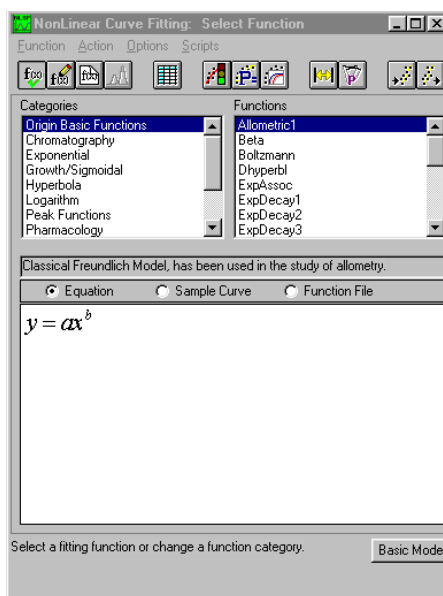 NonLinear Curve Fitting: Select Function
Function Action Options Scripts
Categories
Functions
Origin Basic Functions
Chromatography
Exponential
Growth/Sigmoidal
Hyperbola
Logarithm
Peak Functions
Pharmacology
Allometric1
Beta
Boltzmann
Dhyperbl
ExpAssoc
ExpDecay1
ExpDecay2
ExpDecay3
Classical Freundlich Model, has been used in the study of allometry.
Equation Sample Curve Function File
y = ax^b
Select a fitting function or change a function category.
Basic Mode